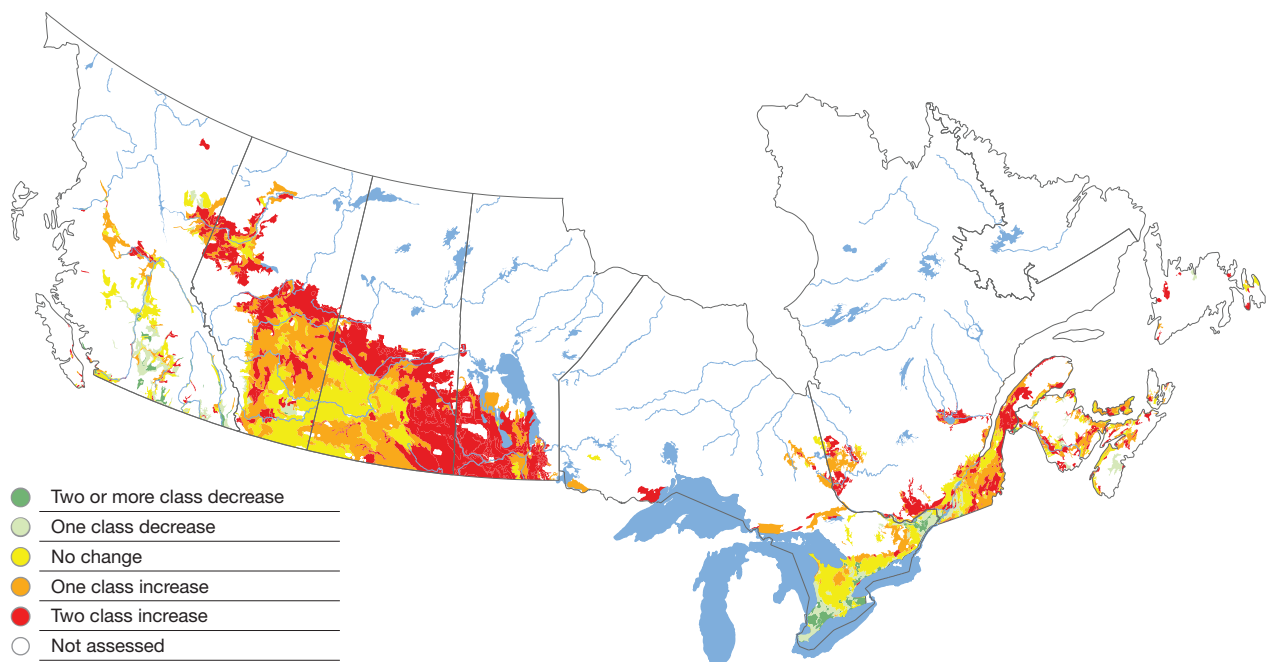 Two or more class decrease
One class decrease
No change
One class increase
Two class increase
Not assessed